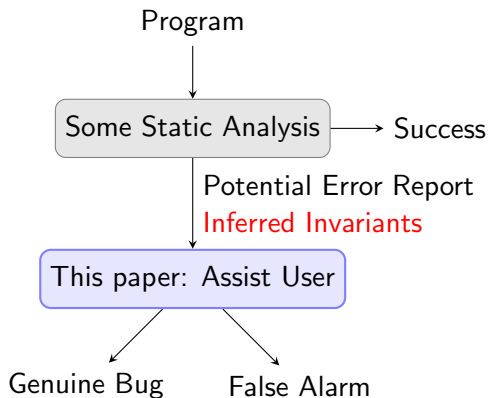 Program
Some Static Analysis
Success
Potential Error Report
Inferred Invariants
This paper: Assist User
Genuine Bug
False Alarm